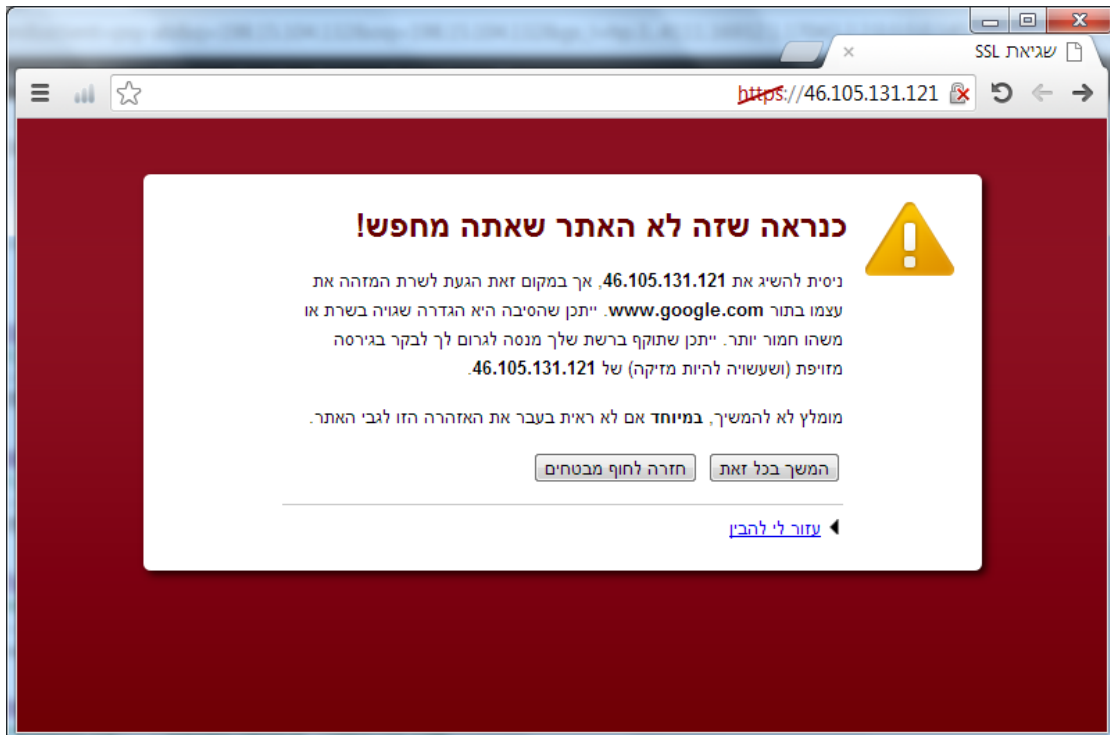 שגיאת SSL
https://46.105.131.121
כנראה שזה לא האתר שאתה מחפש!
ניסית להשיג את 46.105.131.121, אך במקום זאת הגעת לשרת המזהה את
עצמו בתור www.google.com. ייתכן שהסיבה היא הגדרה שגויה בשרת או
משהו חמור יותר. ייתכן שתוקף ברשת שלך מנסה לגרום לך לבקר בגירסה
מזויפת (ושעשויה להיות מזיקה) של 46.105.131.121.
מומלץ לא להמשיך, במיוחד אם לא ראית בעבר את האזהרה הזו לגבי האתר.
המשך בכל זאת חזרה לחוף מבטחים
עזור לי להבין